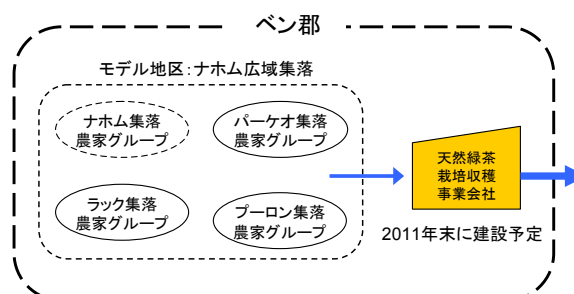 ベン郡
モデル地区:ナホム広域集落
ナホム集落
農家グループ
パーケオ集落
農家グループ
ラック集落
農家グループ
プーロン集落
農家グループ
天然緑茶
栽培収穫
事業会社
2011年末に建設予定